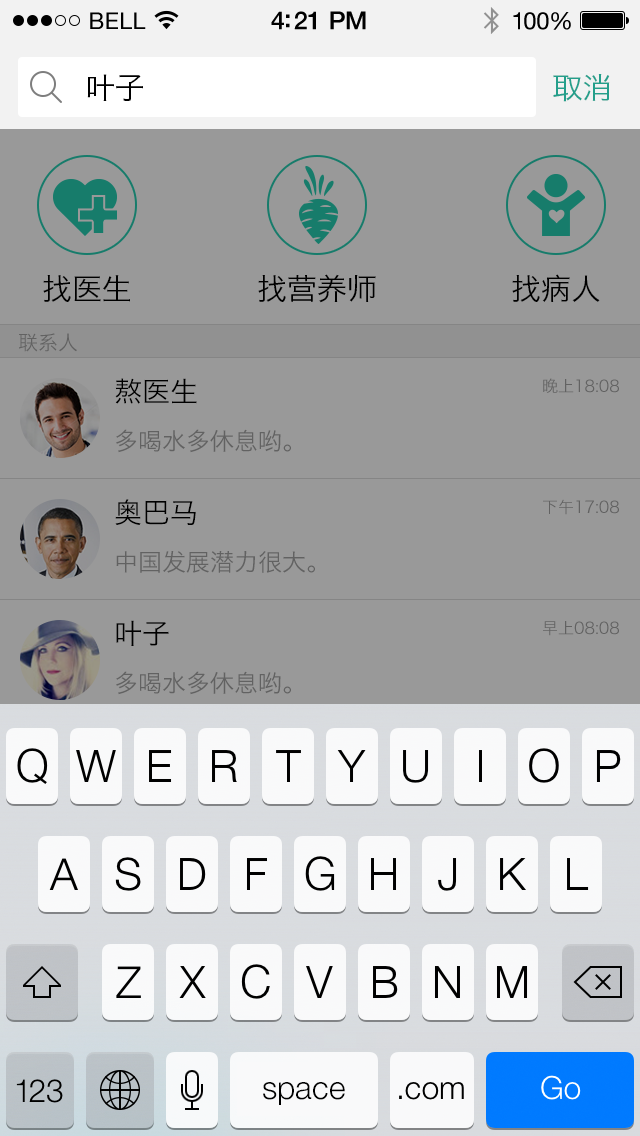 BELL 4:21 PM 100%
叶子 取消
找医生 找营养师 找病人
联系人
熬医生 晚上18:08
多喝水多休息哟。
奥巴马 下午17:08
中国发展潜力很大。
叶子 早上08:08
多喝水多休息哟。
Q W E R T Y U I O P
A S D F G H J K L
Z X C V B N M
123 space .com Go